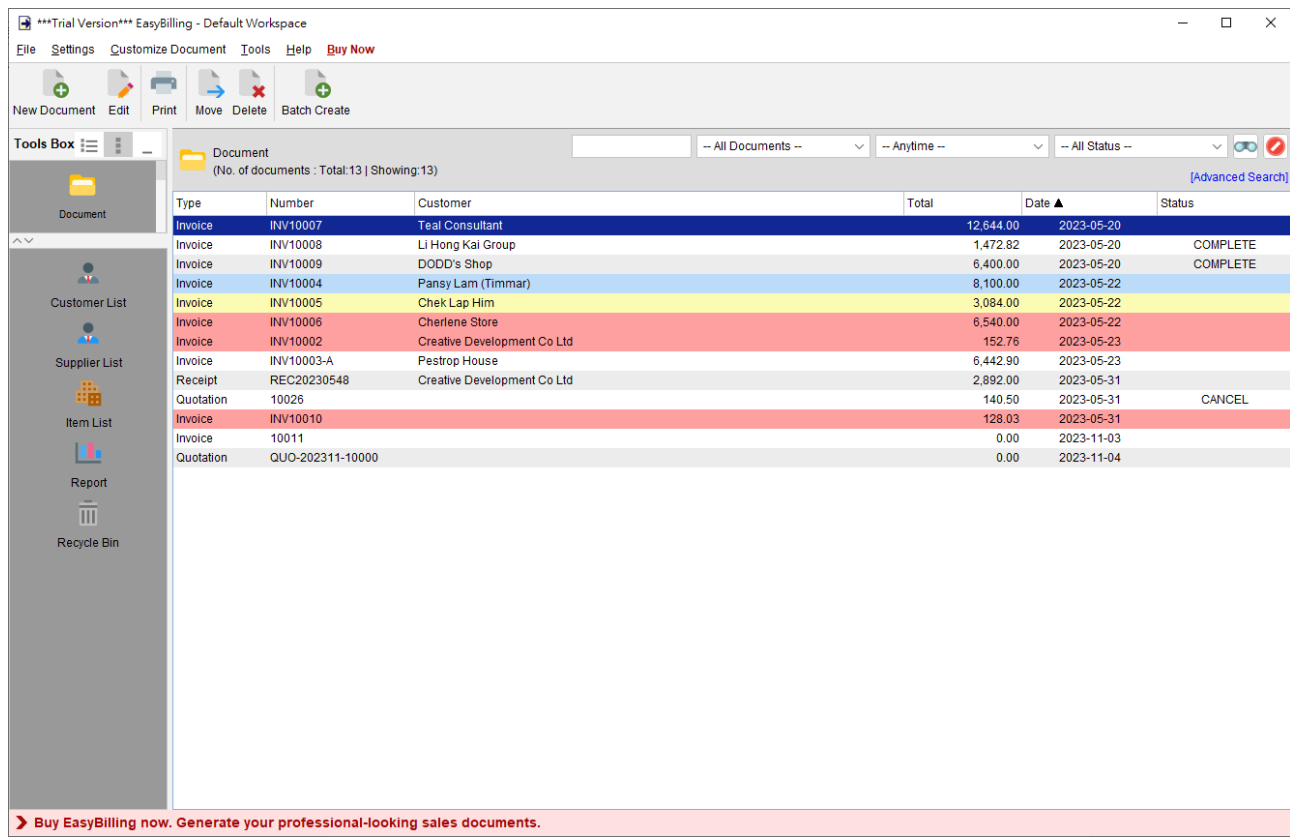 ***Trial Version*** EasyBilling - Default Workspace
File Settings Customize Document Tools Help Buy Now
New Document Edit Print Move Delete Batch Create
Tools Box
Document
(No. of documents : Total:13 | Showing:13)
-- All Documents -- -- Anytime -- -- All Status --
[Advanced Search]
Document
Customer List
Supplier List
Item List
Report
Recycle Bin
Type Number Customer Total Date ▲ Status
Invoice INV10007 Teal Consultant 12,644.00 2023-05-20
Invoice INV10008 Li Hong Kai Group 1,472.82 2023-05-20 COMPLETE
Invoice INV10009 DODD's Shop 6,400.00 2023-05-20 COMPLETE
Invoice INV10004 Pansy Lam (Timmar) 8,100.00 2023-05-22
Invoice INV10005 Chek Lap Him 3,084.00 2023-05-22
Invoice INV10006 Cherlene Store 6,540.00 2023-05-22
Invoice INV10002 Creative Development Co Ltd 152.76 2023-05-23
Invoice INV10003-A Pestrop House 6,442.90 2023-05-23
Receipt REC20230548 Creative Development Co Ltd 2,892.00 2023-05-31
Quotation 10026 140.50 2023-05-31 CANCEL
Invoice INV10010 128.03 2023-05-31
Invoice 10011 0.00 2023-11-03
Quotation QUO-202311-10000 0.00 2023-11-04
Buy EasyBilling now. Generate your professional-looking sales documents.